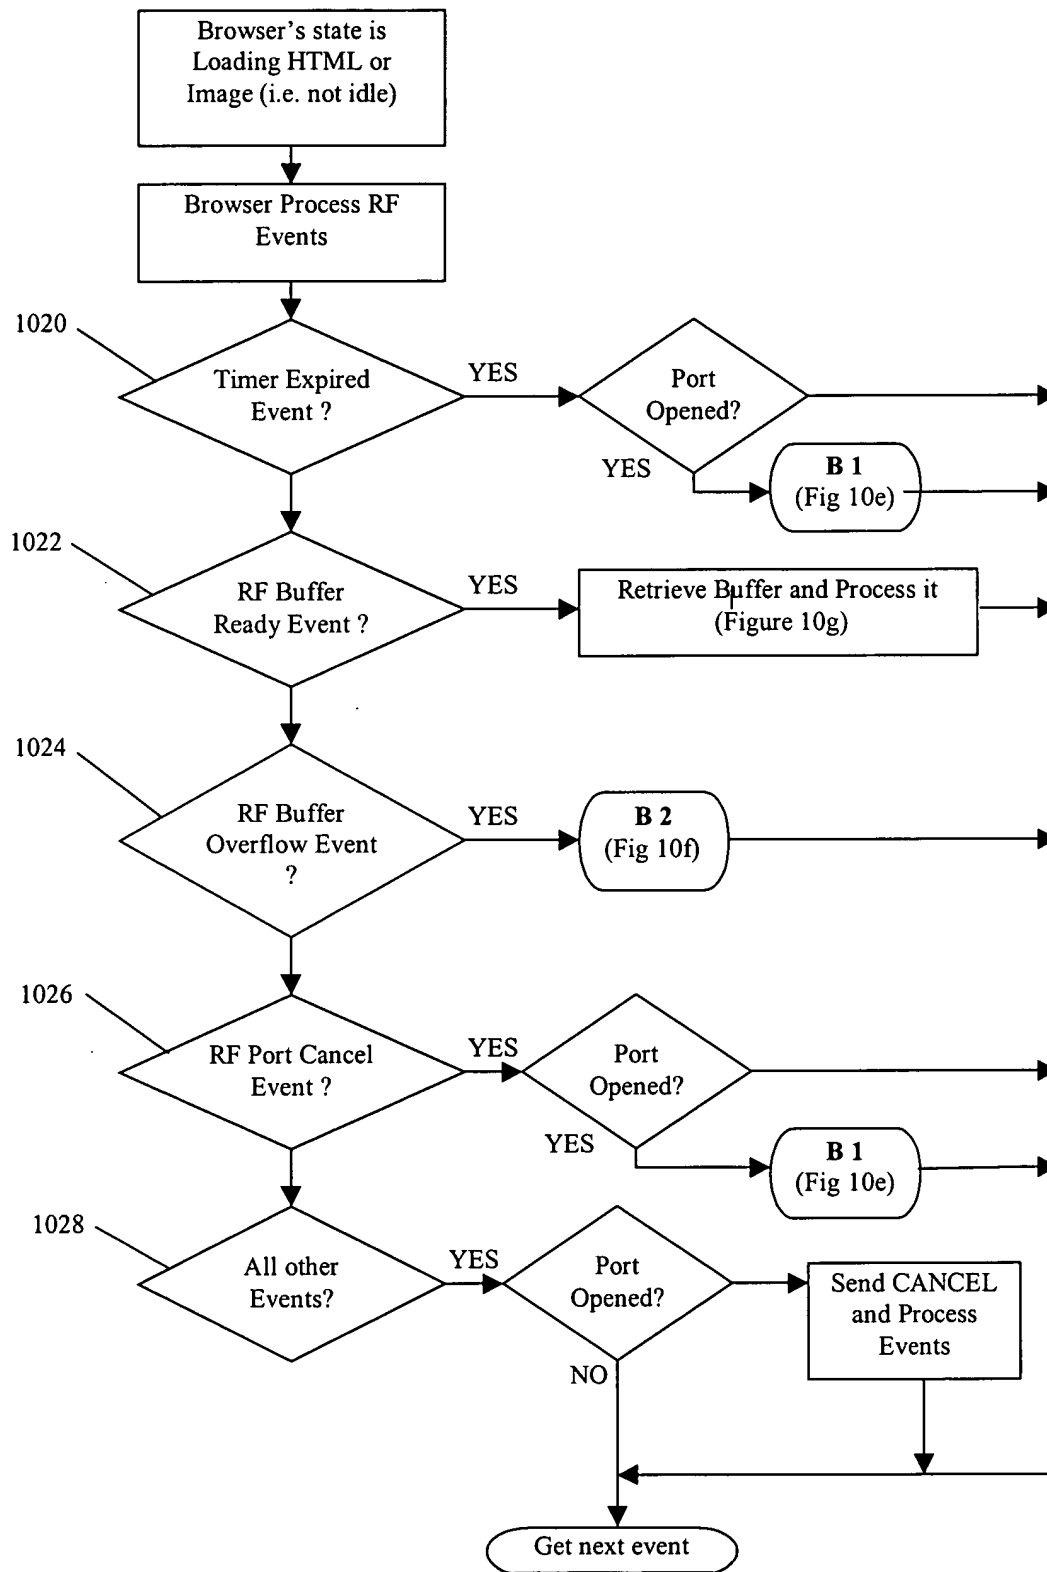 Browser's state is
Loading HTML or
Image (i.e. not idle)
Browser Process RF
Events
1020
Timer Expired
Event ?
YES
Port
Opened?
YES
B 1
(Fig 10e)
1022
RF Buffer
Ready Event ?
YES
Retrieve Buffer and Process it
(Figure 10g)
1024
RF Buffer
Overflow Event
?
YES
B 2
(Fig 10f)
1026
RF Port Cancel
Event ?
YES
Port
Opened?
YES
B 1
(Fig 10e)
1028
All other
Events?
YES
Port
Opened?
Send CANCEL
and Process
Events
NO
Get next event